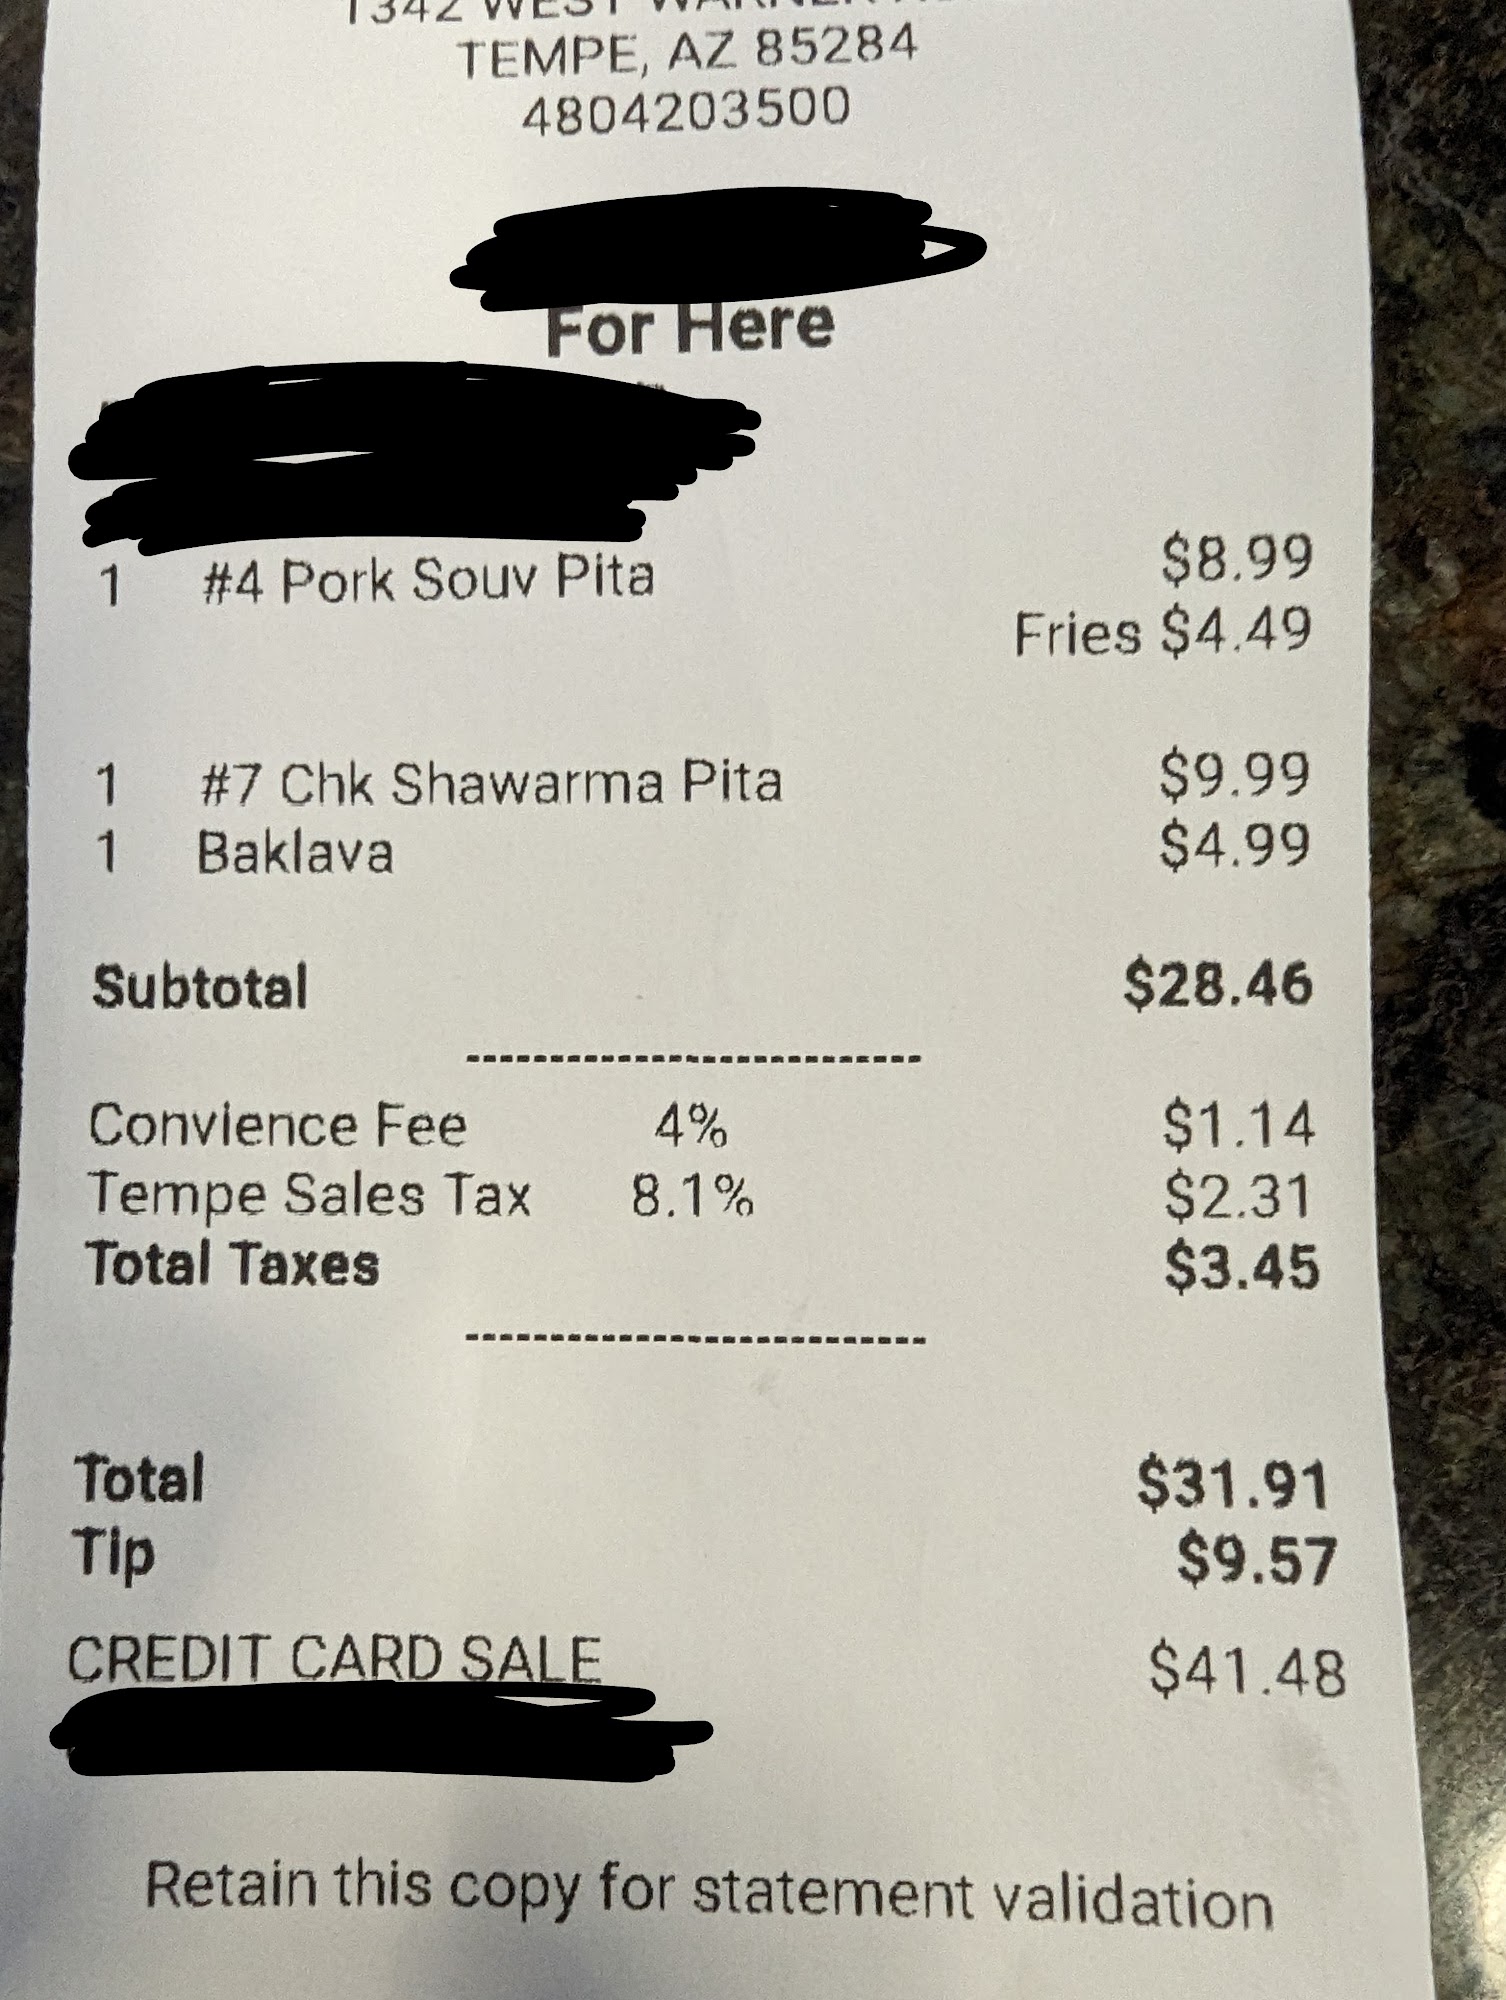 1342 WEST WARNER
TEMPE, AZ 85284
4804203500
For Here
1 #4 Pork Souv Pita $8.99
Fries $4.49
1 #7 Chk Shawarma Pita $9.99
1 Baklava $4.99
Subtotal $28.46
Convience Fee 4% $1.14
Tempe Sales Tax 8.1% $2.31
Total Taxes $3.45
Total $31.91
Tip $9.57
CREDIT CARD SALE $41.48
Retain this copy for statement validation